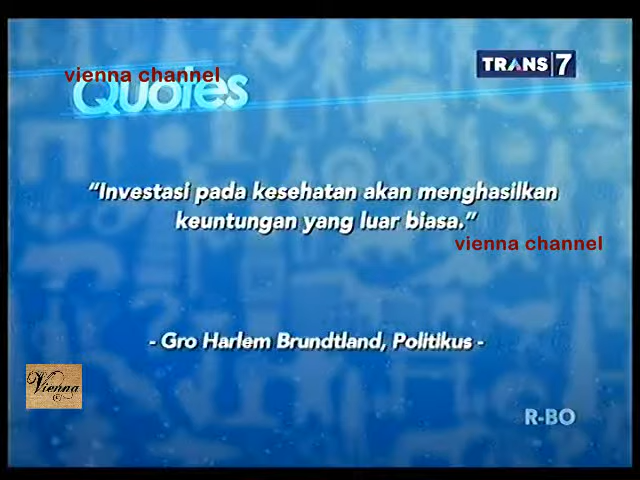 vienna channel
Quotes
TRANS 7
“Investasi pada kesehatan akan menghasilkan
keuntungan yang luar biasa.”
vienna channel
- Gro Harlem Brundtland, Politikus -
Vienna
R-BO